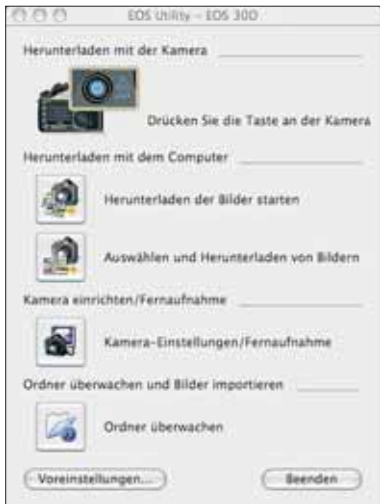 EOS Utility – EOS 30D
Herunterladen mit der Kamera
Drücken Sie die Taste an der Kamera
Herunterladen mit dem Computer
Herunterladen der Bilder starten
Auswählen und Herunterladen von Bildern
Kamera einrichten/Fernaufnahme
Kamera-Einstellungen/Fernaufnahme
Ordner überwachen und Bilder importieren
Ordner überwachen
Voreinstellungen... Beenden